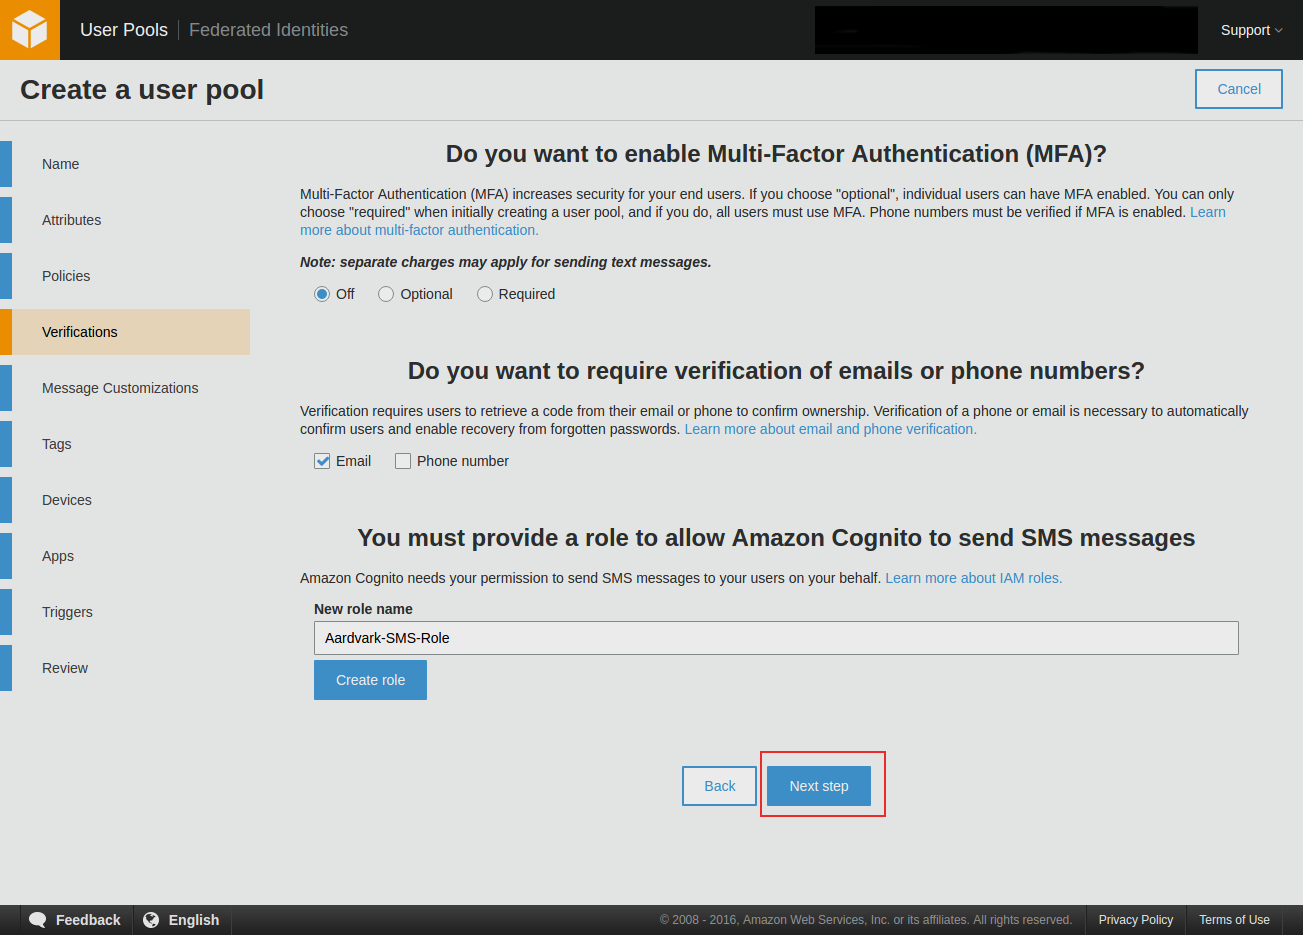 User Pools Federated Identities
Support
Create a user pool
Cancel
Name
Attributes
Policies
Verifications
Message Customizations
Tags
Devices
Apps
Triggers
Review
Do you want to enable Multi-Factor Authentication (MFA)?
Multi-Factor Authentication (MFA) increases security for your end users. If you choose "optional", individual users can have MFA enabled. You can only
choose "required" when initially creating a user pool, and if you do, all users must use MFA. Phone numbers must be verified if MFA is enabled. Learn
more about multi-factor authentication.
Note: separate charges may apply for sending text messages.
Off Optional Required
Do you want to require verification of emails or phone numbers?
Verification requires users to retrieve a code from their email or phone to confirm ownership. Verification of a phone or email is necessary to automatically
confirm users and enable recovery from forgotten passwords. Learn more about email and phone verification.
Email Phone number
You must provide a role to allow Amazon Cognito to send SMS messages
Amazon Cognito needs your permission to send SMS messages to your users on your behalf. Learn more about IAM roles.
New role name
Aardvark-SMS-Role
Create role
Back Next step
Feedback English © 2008 - 2016, Amazon Web Services, Inc. or its affiliates. All rights reserved. Privacy Policy Terms of Use